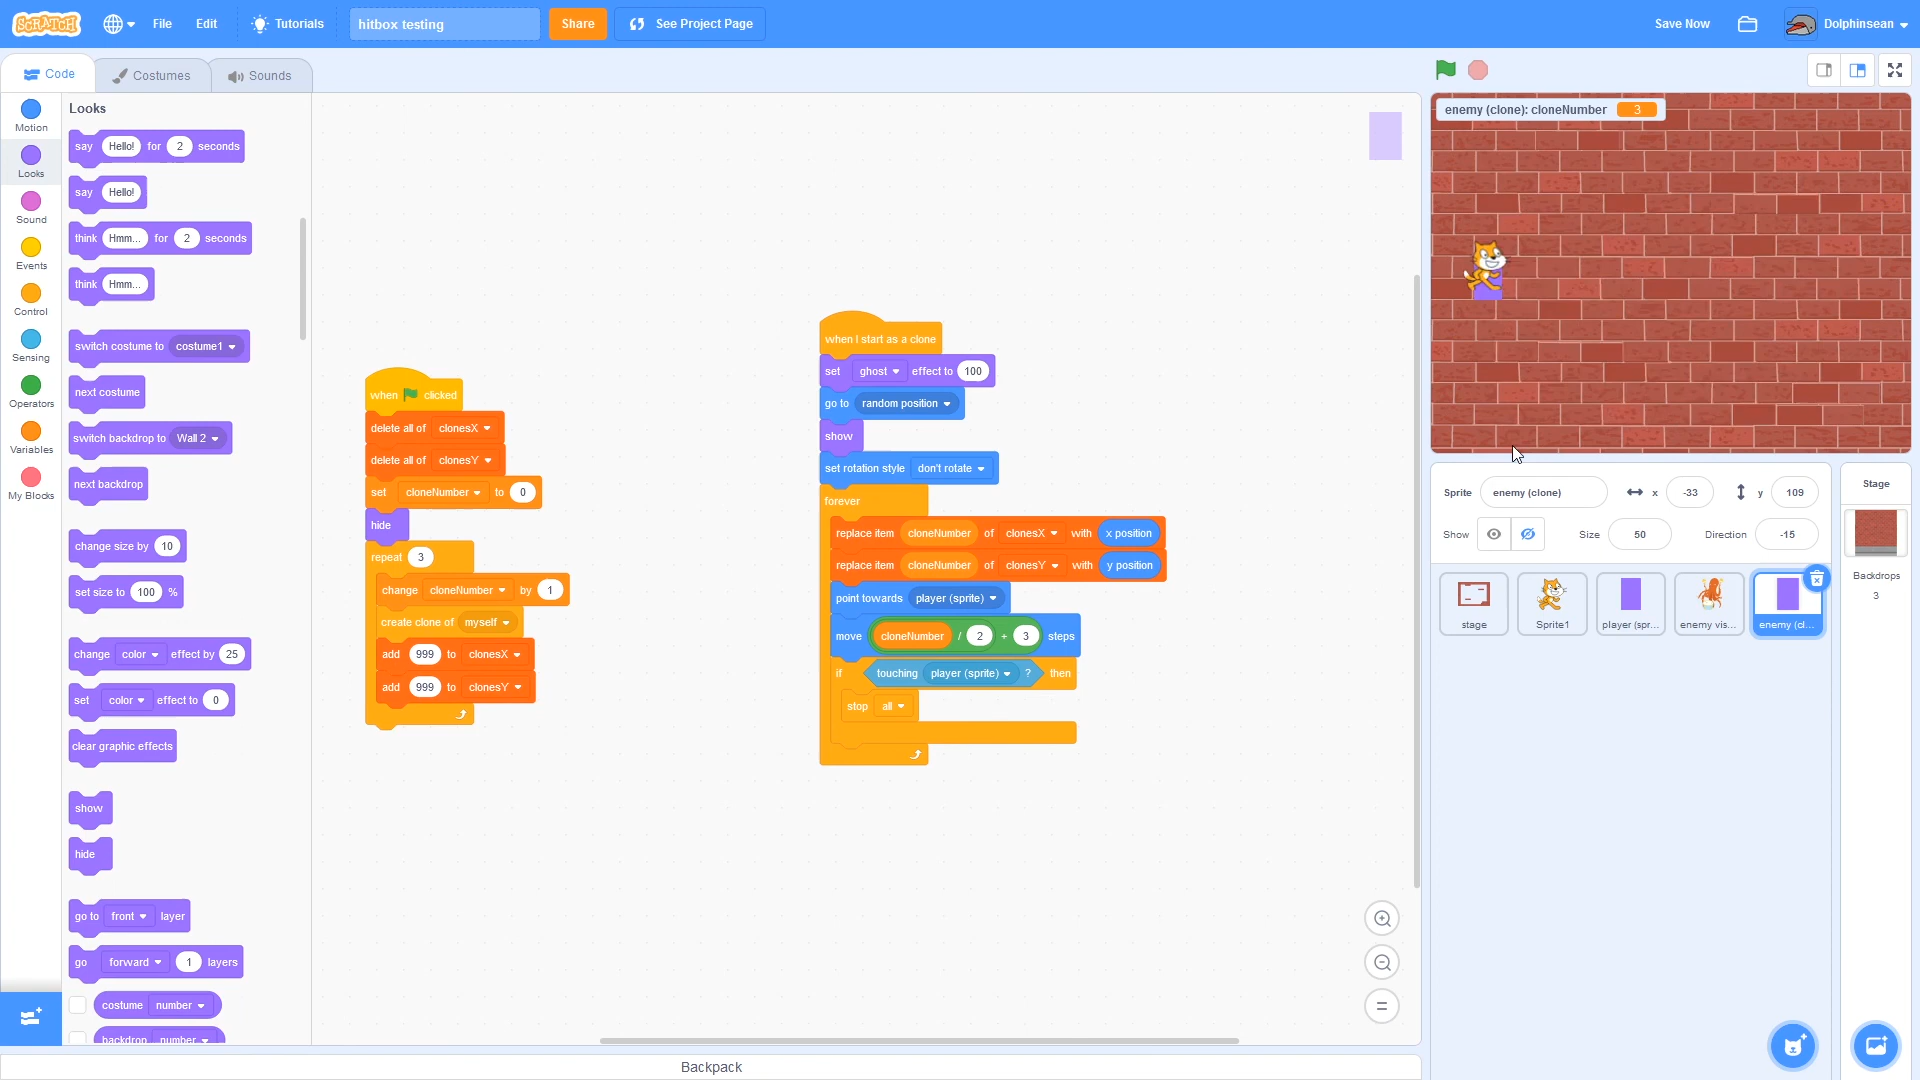 SCRATCH File Edit Tutorials hitbox testing Share See Project Page Save Now Dolphinsean
Code Costumes Sounds
Motion
Looks
Sound
Events
Control
Sensing
Operators
Variables
My Blocks
Looks
say Hello! for 2 seconds
say Hello!
think Hmm... for 2 seconds
think Hmm...
switch costume to costume1
next costume
switch backdrop to Wall 2
next backdrop
change size by 10
set size to 100 %
change color effect by 25
set color effect to 0
clear graphic effects
show
hide
go to front layer
go forward 1 layers
costume number
backdrop number
when clicked
delete all of clonesX
delete all of clonesY
set cloneNumber to 0
hide
repeat 3
change cloneNumber by 1
create clone of myself
add 999 to clonesX
add 999 to clonesY
when I start as a clone
set ghost effect to 100
go to random position
show
set rotation style don't rotate
forever
replace item cloneNumber of clonesX with x position
replace item cloneNumber of clonesY with y position
point towards player (sprite)
move cloneNumber / 2 + 3 steps
if touching player (sprite) ? then
stop all
enemy (clone): cloneNumber 3
Sprite enemy (clone) x -33 y 109
Show Size 50 Direction -15
stage Sprite1 player (spr... enemy vis... enemy (cl...
Stage
Backdrops
3
Backpack